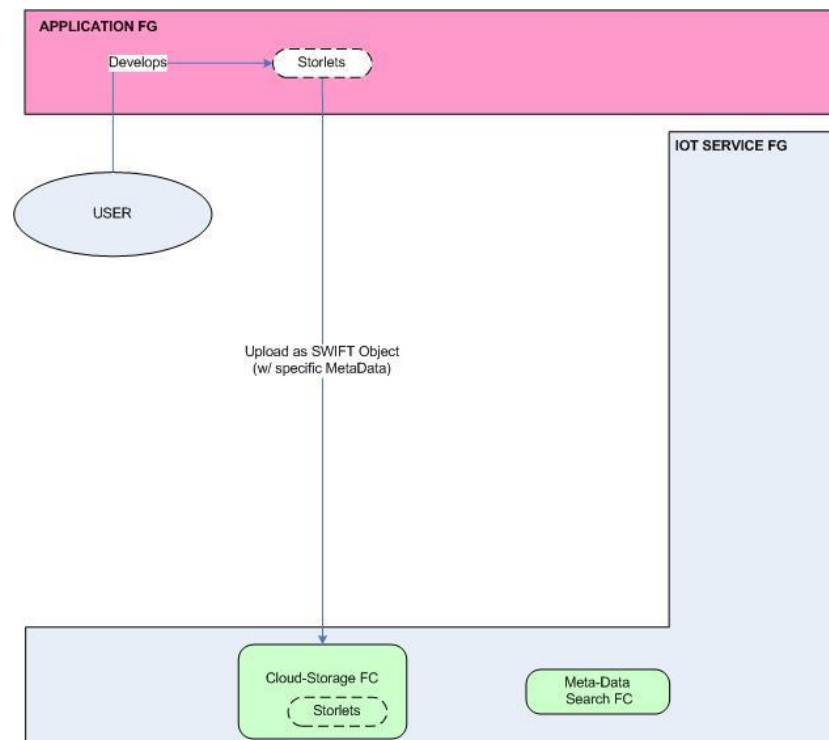 APPLICATION FG
Develops
Storlets
IOT SERVICE FG
USER
Upload as SWIFT Object
(w/ specific MetaData)
Cloud-Storage FC
Storlets
Meta-Data
Search FC